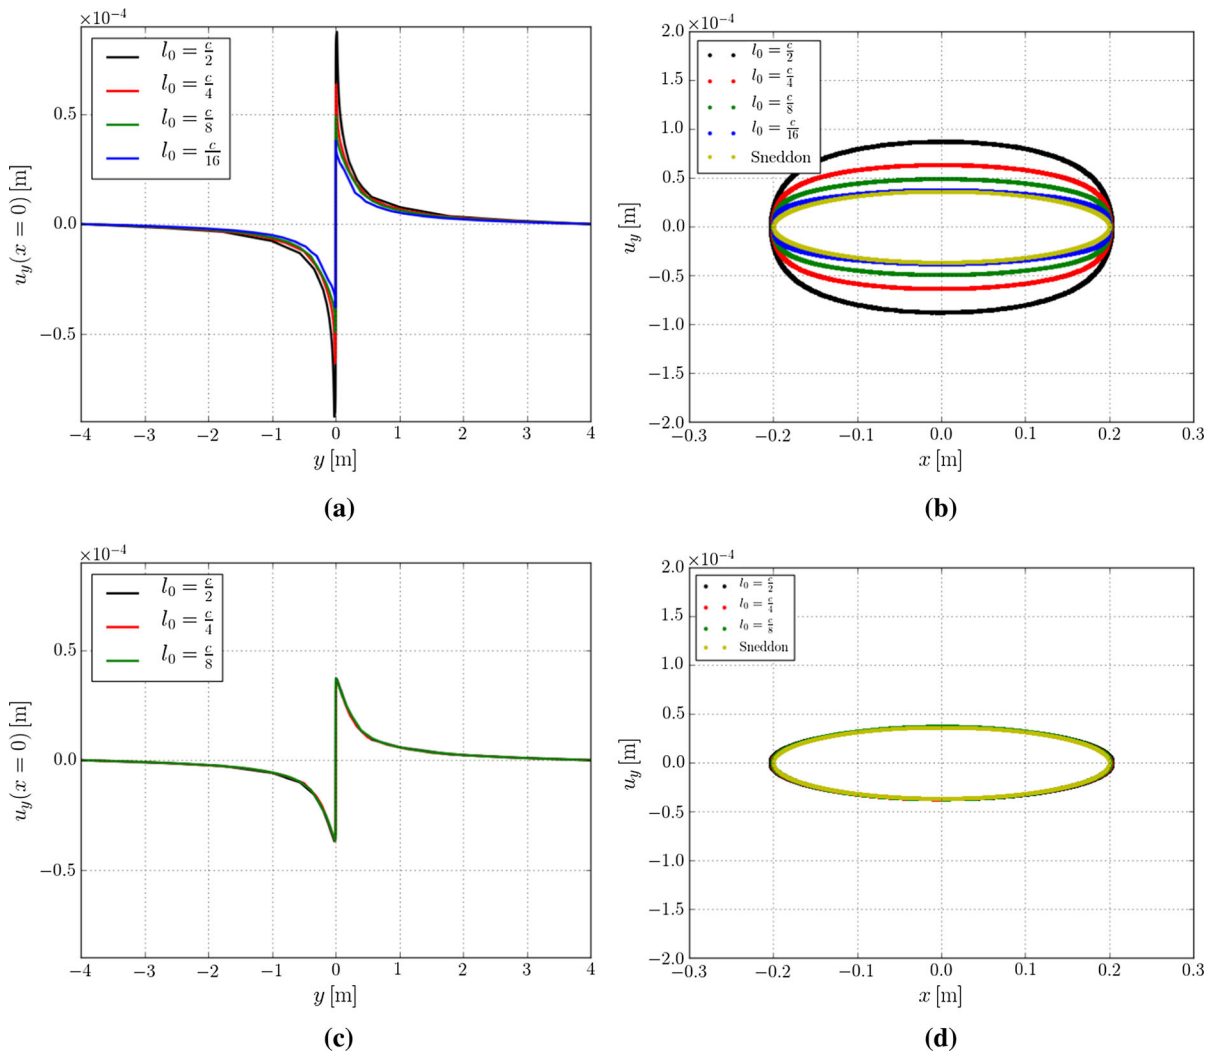 ×10⁻⁴
l₀ = c/2
l₀ = c/4
l₀ = c/8
l₀ = c/16
0.5
0.0
−0.5
−4 −3 −2 −1 0 1 2 3 4
u_y(x = 0) [m]
y [m]
(a)
×10⁻⁴
l₀ = c/2
l₀ = c/4
l₀ = c/8
l₀ = c/16
Sneddon
2.0
1.5
1.0
0.5
0.0
−0.5
−1.0
−1.5
−2.0
−0.3 −0.2 −0.1 0.0 0.1 0.2 0.3
u_y [m]
x [m]
(b)
×10⁻⁴
l₀ = c/2
l₀ = c/4
l₀ = c/8
0.5
0.0
−0.5
−4 −3 −2 −1 0 1 2 3 4
u_y(x = 0) [m]
y [m]
(c)
×10⁻⁴
l₀ = c/2
l₀ = c/4
l₀ = c/8
Sneddon
2.0
1.5
1.0
0.5
0.0
−0.5
−1.0
−1.5
−2.0
−0.3 −0.2 −0.1 0.0 0.1 0.2 0.3
u_y [m]
x [m]
(d)